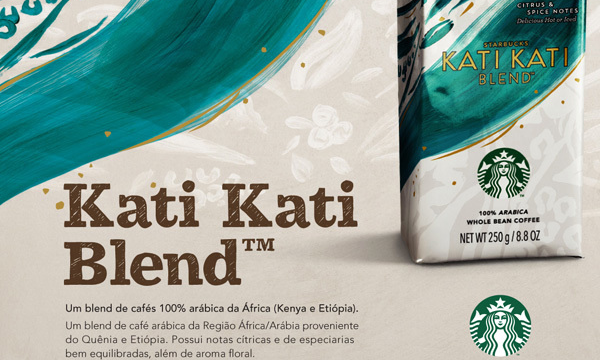 CITRUS &
SPICE NOTES
Delicious Hot or Iced
STARBUCKS
KATI KATI
BLEND
100% ARABICA
WHOLE BEAN COFFEE
NET WT 250 g / 8.8 OZ
Kati Kati
Blend™
Um blend de cafés 100% arábica da África (Kenya e Etiópia).
Um blend de café arábica da Região África/Arábia proveniente
do Quênia e Etiópia. Possui notas cítricas e de especiarias
bem equilibradas, além de aroma floral.